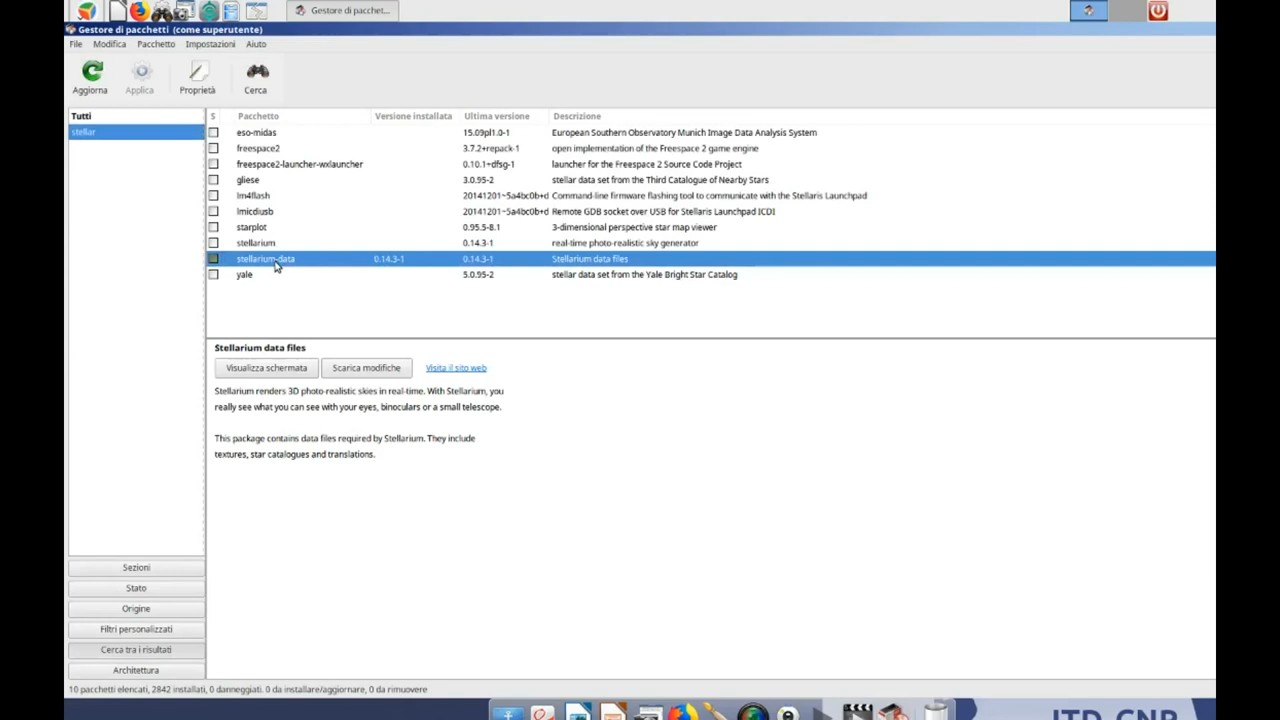 Gestore di pacchet...
Gestore di pacchetti (come superutente)
File Modifica Pacchetto Impostazioni Aiuto
Aggiorna Applica Proprietà Cerca
Tutti
stellar
S Pacchetto Versione installata Ultima versione Descrizione
eso-midas 15.09pl1.0-1 European Southern Observatory Munich Image Data Analysis System
freespace2 3.7.2+repack-1 open implementation of the Freespace 2 game engine
freespace2-launcher-wxlauncher 0.10.1+dfsg-1 launcher for the Freespace 2 Source Code Project
gliese 3.0.95-2 stellar data set from the Third Catalogue of Nearby Stars
lm4flash 20141201~5a4bc0b+d Command-line firmware flashing tool to communicate with the Stellaris Launchpad
lmicdiusb 20141201~5a4bc0b+d Remote GDB socket over USB for Stellaris Launchpad ICDI
starplot 0.95.5-8.1 3-dimensional perspective star map viewer
stellarium 0.14.3-1 real-time photo-realistic sky generator
stellarium-data 0.14.3-1 0.14.3-1 Stellarium data files
yale 5.0.95-2 stellar data set from the Yale Bright Star Catalog
Stellarium data files
Visualizza schermata Scarica modifiche Visita il sito web
Stellarium renders 3D photo-realistic skies in real-time. With Stellarium, you
really see what you can see with your eyes, binoculars or a small telescope.
This package contains data files required by Stellarium. They include
textures, star catalogues and translations.
Sezioni
Stato
Origine
Filtri personalizzati
Cerca tra i risultati
Architettura
10 pacchetti elencati, 2842 installati, 0 danneggati. 0 da installare/aggiornare, 0 da rimuovere
ITD CNR